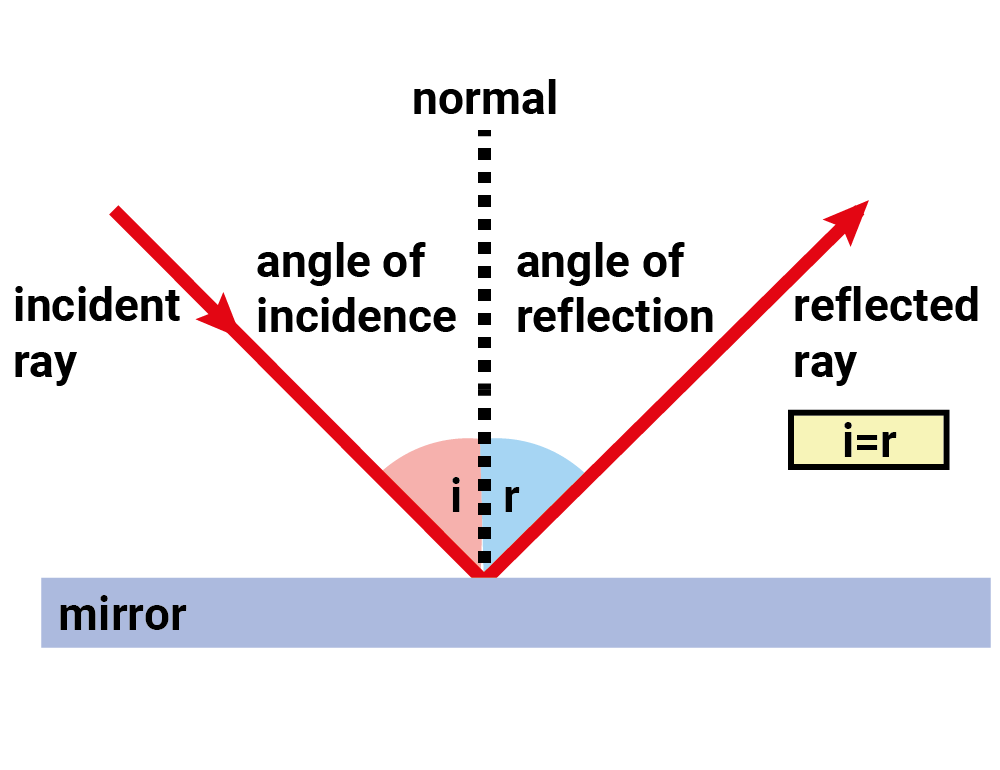 normal
angle of
incidence
angle of
reflection
incident
ray
reflected
ray
i=r
i
r
mirror